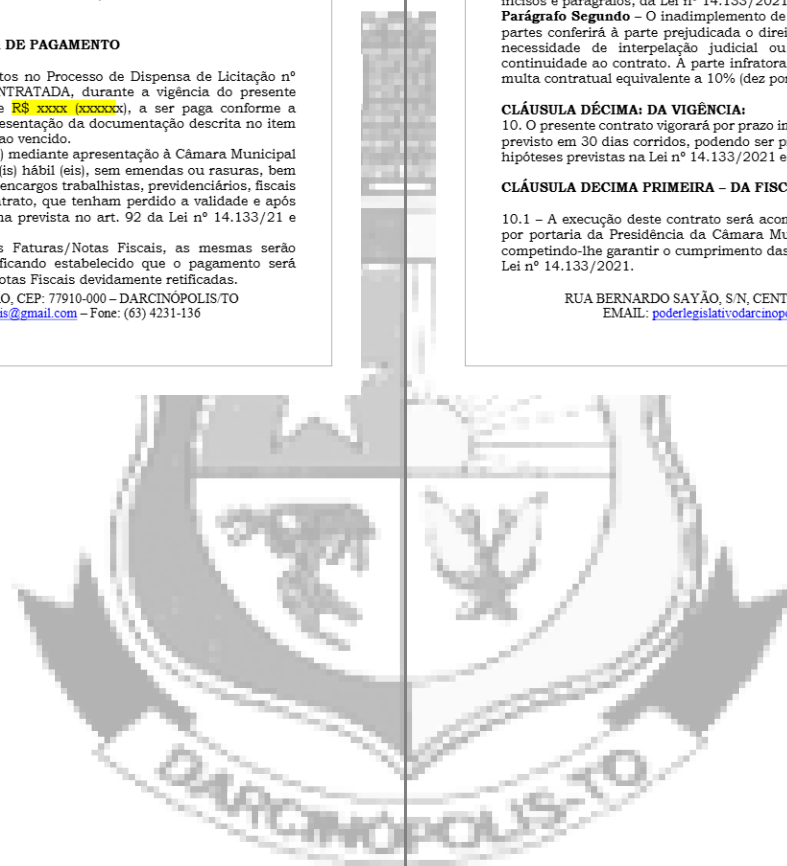 DE PAGAMENTO
tos no Processo de Dispensa de Licitação nº
NTRATADA, durante a vigência do presente
e R$ xxxx (xxxxxx), a ser paga conforme a
esentação da documentação descrita no item
ao vencido.
) mediante apresentação à Câmara Municipal
(is) hábil (eis), sem emendas ou rasuras, bem
encargos trabalhistas, previdenciários, fiscais
trato, que tenham perdido a validade e após
na prevista no art. 92 da Lei nº 14.133/21 e
s Faturas/Notas Fiscais, as mesmas serão
ficando estabelecido que o pagamento será
otas Fiscais devidamente retificadas.
O, CEP: 77910-000 – DARCINÓPOLIS/TO
is@gmail.com – Fone: (63) 4231-136
incisos e parágrafos, da Lei nº 14.133/2021
Parágrafo Segundo – O inadimplemento de
partes conferirá à parte prejudicada o direi
necessidade de interpelação judicial ou
continuidade ao contrato. A parte infratora
multa contratual equivalente a 10% (dez por
CLÁUSULA DÉCIMA: DA VIGÊNCIA:
10. O presente contrato vigorará por prazo in
previsto em 30 dias corridos, podendo ser p
hipóteses previstas na Lei nº 14.133/2021 e
CLÁUSULA DECIMA PRIMEIRA – DA FISC
10.1 – A execução deste contrato será acon
por portaria da Presidência da Câmara Mu
competindo-lhe garantir o cumprimento das
Lei nº 14.133/2021.
RUA BERNARDO SAYÃO, S/N, CENT
EMAIL: poderlegislativodarcinopo
DARCINÓPOLIS-TO